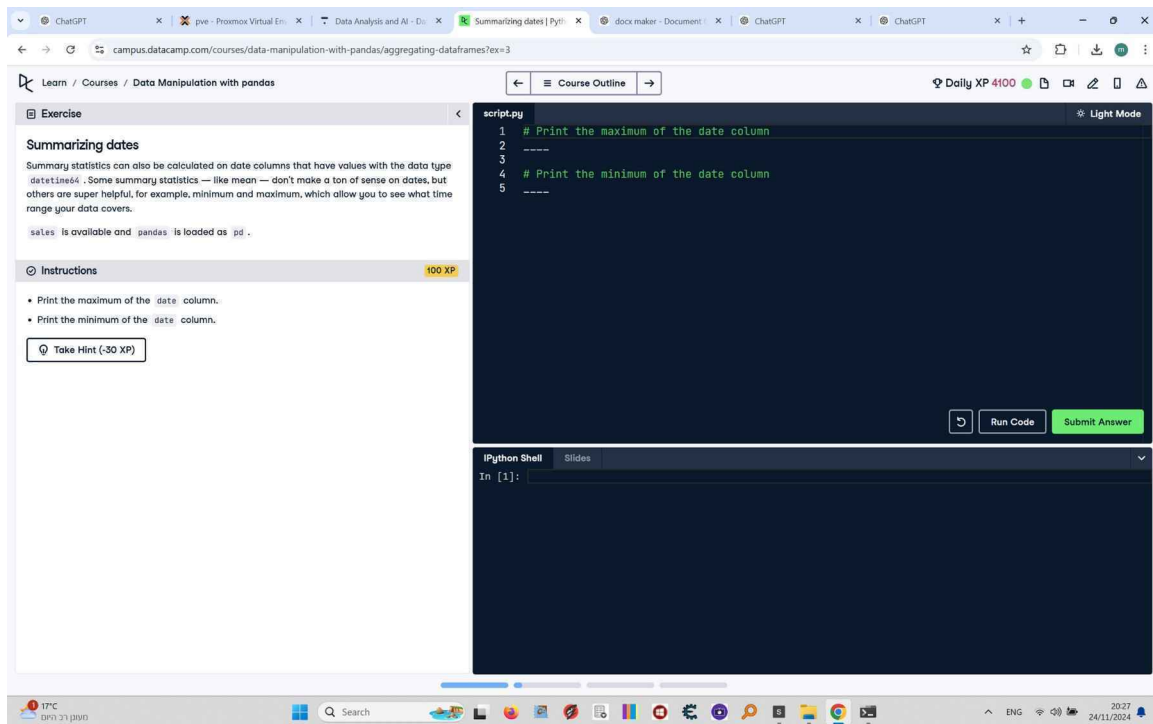 ChatGPT
pve - Proxmox Virtual En
Data Analysis and AI - Da
Summarizing dates | Pyth
docx maker - Document
ChatGPT
ChatGPT
campus.datacamp.com/courses/data-manipulation-with-pandas/aggregating-dataframes?ex=3
m
Learn / Courses / Data Manipulation with pandas
Course Outline
Daily XP 4100
Exercise
script.py
Light Mode
Summarizing dates
Summary statistics can also be calculated on date columns that have values with the data type
datetime64 . Some summary statistics — like mean — don't make a ton of sense on dates, but
others are super helpful, for example, minimum and maximum, which allow you to see what time
range your data covers.
sales is available and pandas is loaded as pd .
Instructions
100 XP
• Print the maximum of the date column.
• Print the minimum of the date column.
Take Hint (-30 XP)
1 # Print the maximum of the date column
2 ____
3
4 # Print the minimum of the date column
5 ____
Run Code
Submit Answer
IPython Shell
Slides
In [1]:
1
17°C
מעונן רב היום
Search
ENG
20:27
24/11/2024